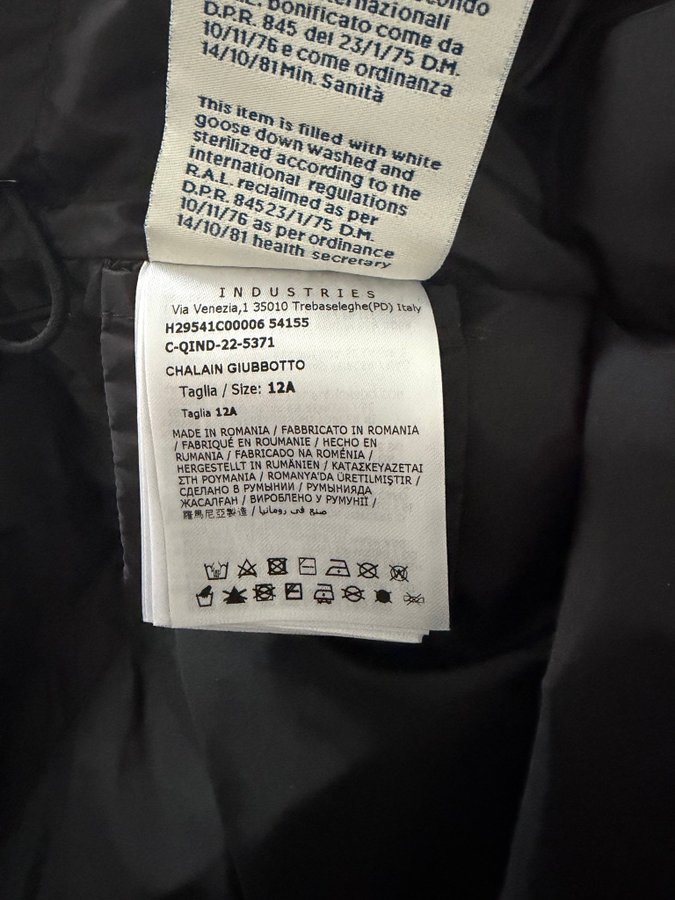 nazionali
bonificato come da
D.P.R. 845 del 23/1/75 D.M.
10/11/76 e come ordinanza
14/10/81 Min. Sanità
This item is filled with white
goose down washed and
sterilized according to the
international regulations
R.A.L. reclaimed as per
D.P.R. 84523/1/75 D.M.
10/11/76 as per ordinance
14/10/81 health secretary
INDUSTRIES
Via Venezia,1 35010 Trebaseleghe(PD) Italy
H29541C00006 54155
C-QIND-22-5371
CHALAIN GIUBBOTTO
Taglia / Size: 12A
Taglia 12A
MADE IN ROMANIA / FABBRICATO IN ROMANIA
/ FABRIQUÉ EN ROUMANIE / HECHO EN
RUMANIA / FABRICADO NA ROMÉNIA /
HERGESTELLT IN RUMÄNIEN / ΚΑΤΑΣΚΕΥΑΖΕΤΑΙ
ΣΤΗ ΡΟΥΜΑΝΙΑ / ROMANYA'DA ÜRETILMIŞTIR /
СДЕЛАНО В РУМЫНИИ / РУМЫНИЯДА
ЖАСАЛҒАН / ВИРОБЛЕНО У РУМУНІЇ /
羅馬尼亞製造 / صنع في رومانيا /